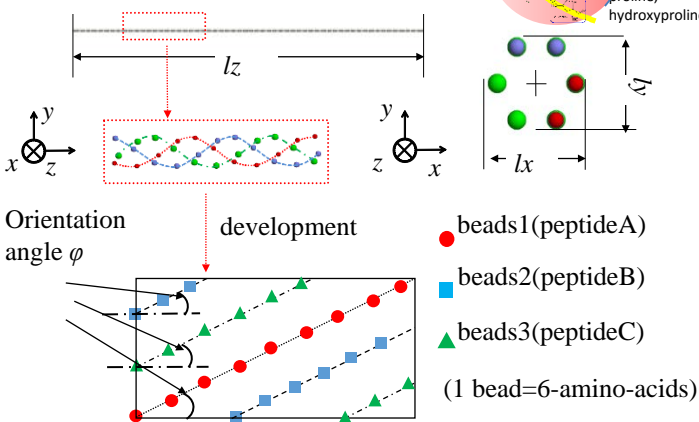 proline,
hydroxyproline
lz
ly
lx
y
x
z
y
z
x
Orientation
angle φ
development
beads1(peptideA)
beads2(peptideB)
beads3(peptideC)
(1 bead=6-amino-acids)